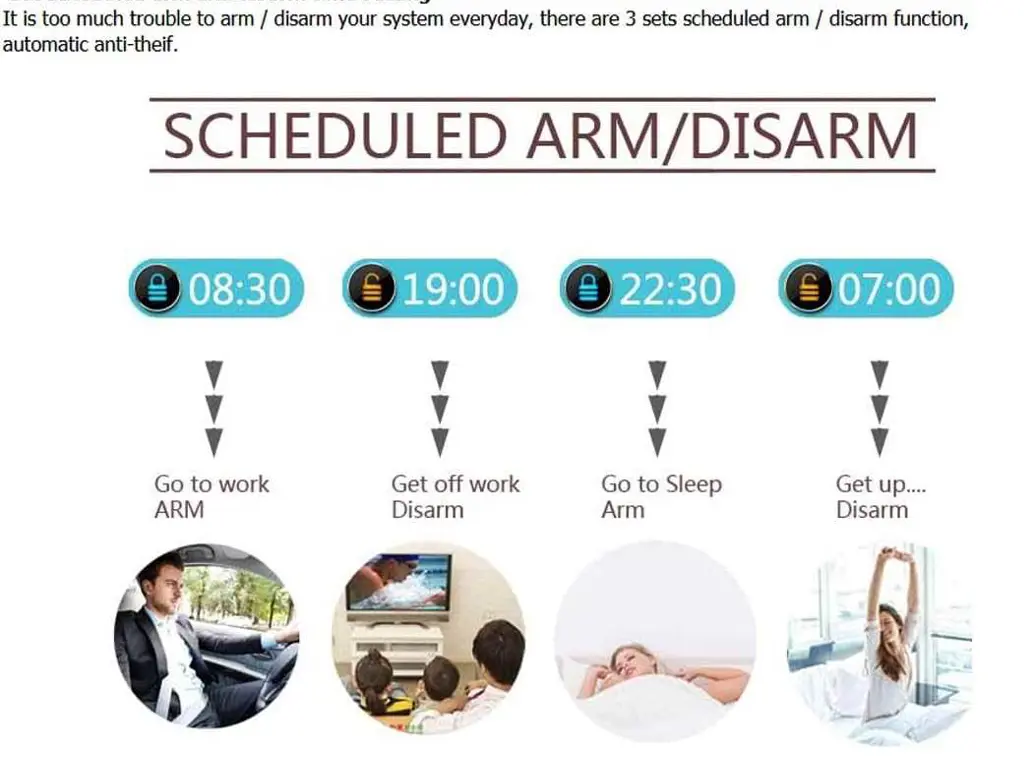 It is too much trouble to arm / disarm your system everyday, there are 3 sets scheduled arm / disarm function,
automatic anti-theif.
SCHEDULED ARM/DISARM
08:30
19:00
22:30
07:00
Go to work
ARM
Get off work
Disarm
Go to Sleep
Arm
Get up....
Disarm